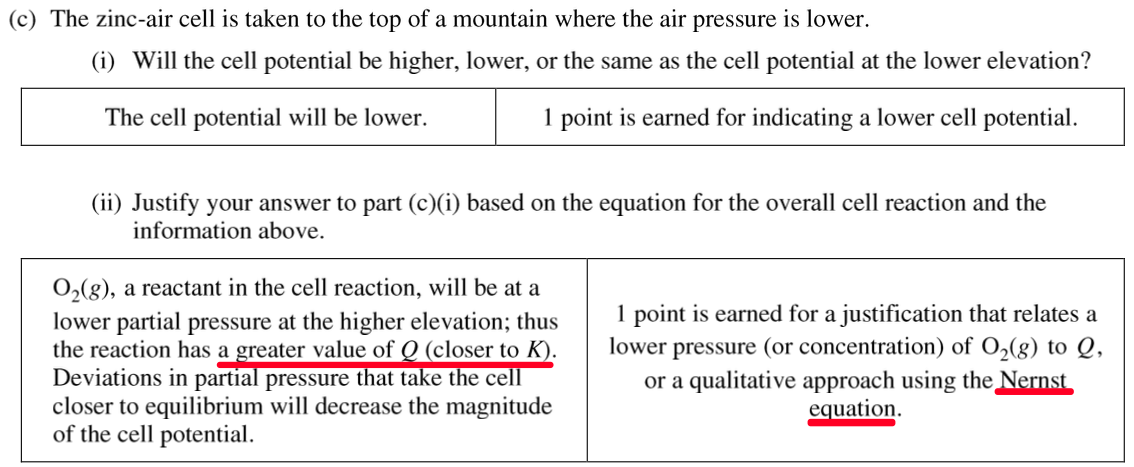 (c) The zinc-air cell is taken to the top of a mountain where the air pressure is lower.
(i) Will the cell potential be higher, lower, or the same as the cell potential at the lower elevation?
The cell potential will be lower.
1 point is earned for indicating a lower cell potential.
(ii) Justify your answer to part (c)(i) based on the equation for the overall cell reaction and the
information above.
O₂(g), a reactant in the cell reaction, will be at a
lower partial pressure at the higher elevation; thus
the reaction has a greater value of Q (closer to K).
Deviations in partial pressure that take the cell
closer to equilibrium will decrease the magnitude
of the cell potential.
1 point is earned for a justification that relates a
lower pressure (or concentration) of O₂(g) to Q,
or a qualitative approach using the Nernst
equation.